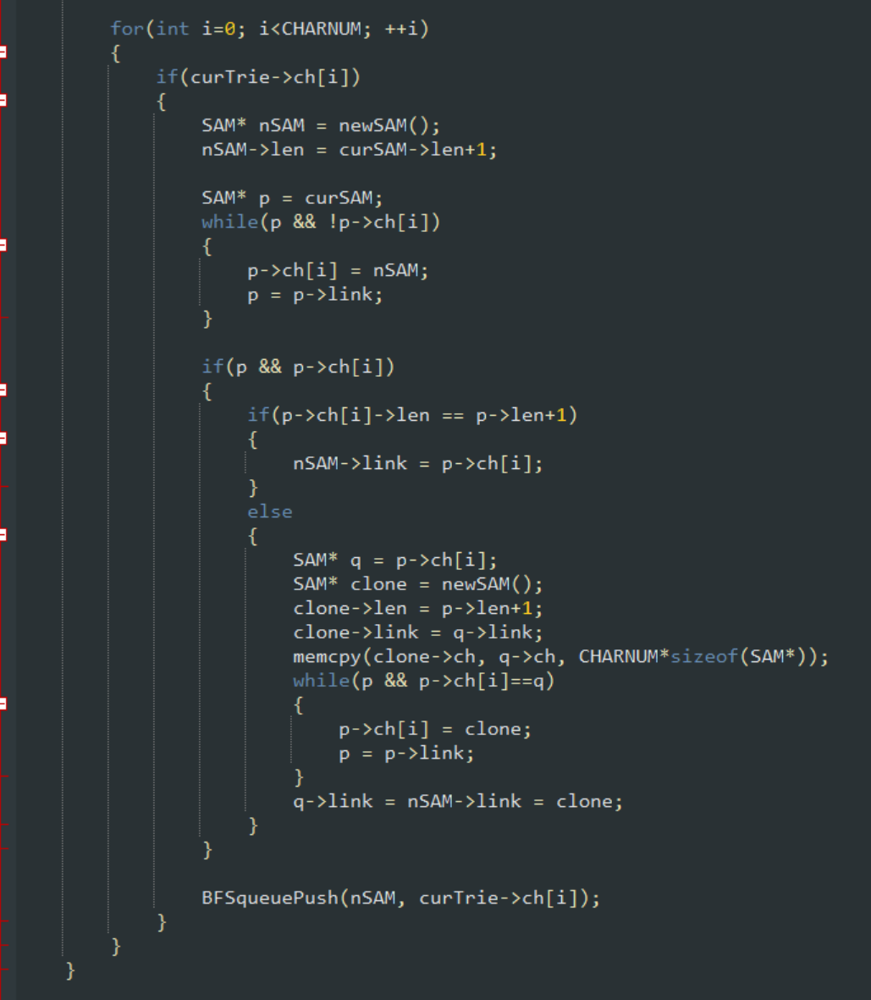 for(int i=0; i<CHARNUM; ++i)
{
if(curTrie->ch[i])
{
SAM* nSAM = newSAM();
nSAM->len = curSAM->len+1;
SAM* p = curSAM;
while(p && !p->ch[i])
{
p->ch[i] = nSAM;
p = p->link;
}
if(p && p->ch[i])
{
if(p->ch[i]->len == p->len+1)
{
nSAM->link = p->ch[i];
}
else
{
SAM* q = p->ch[i];
SAM* clone = newSAM();
clone->len = p->len+1;
clone->link = q->link;
memcpy(clone->ch, q->ch, CHARNUM*sizeof(SAM*));
while(p && p->ch[i]==q)
{
p->ch[i] = clone;
p = p->link;
}
q->link = nSAM->link = clone;
}
}
BFSqueuePush(nSAM, curTrie->ch[i]);
}
}
}